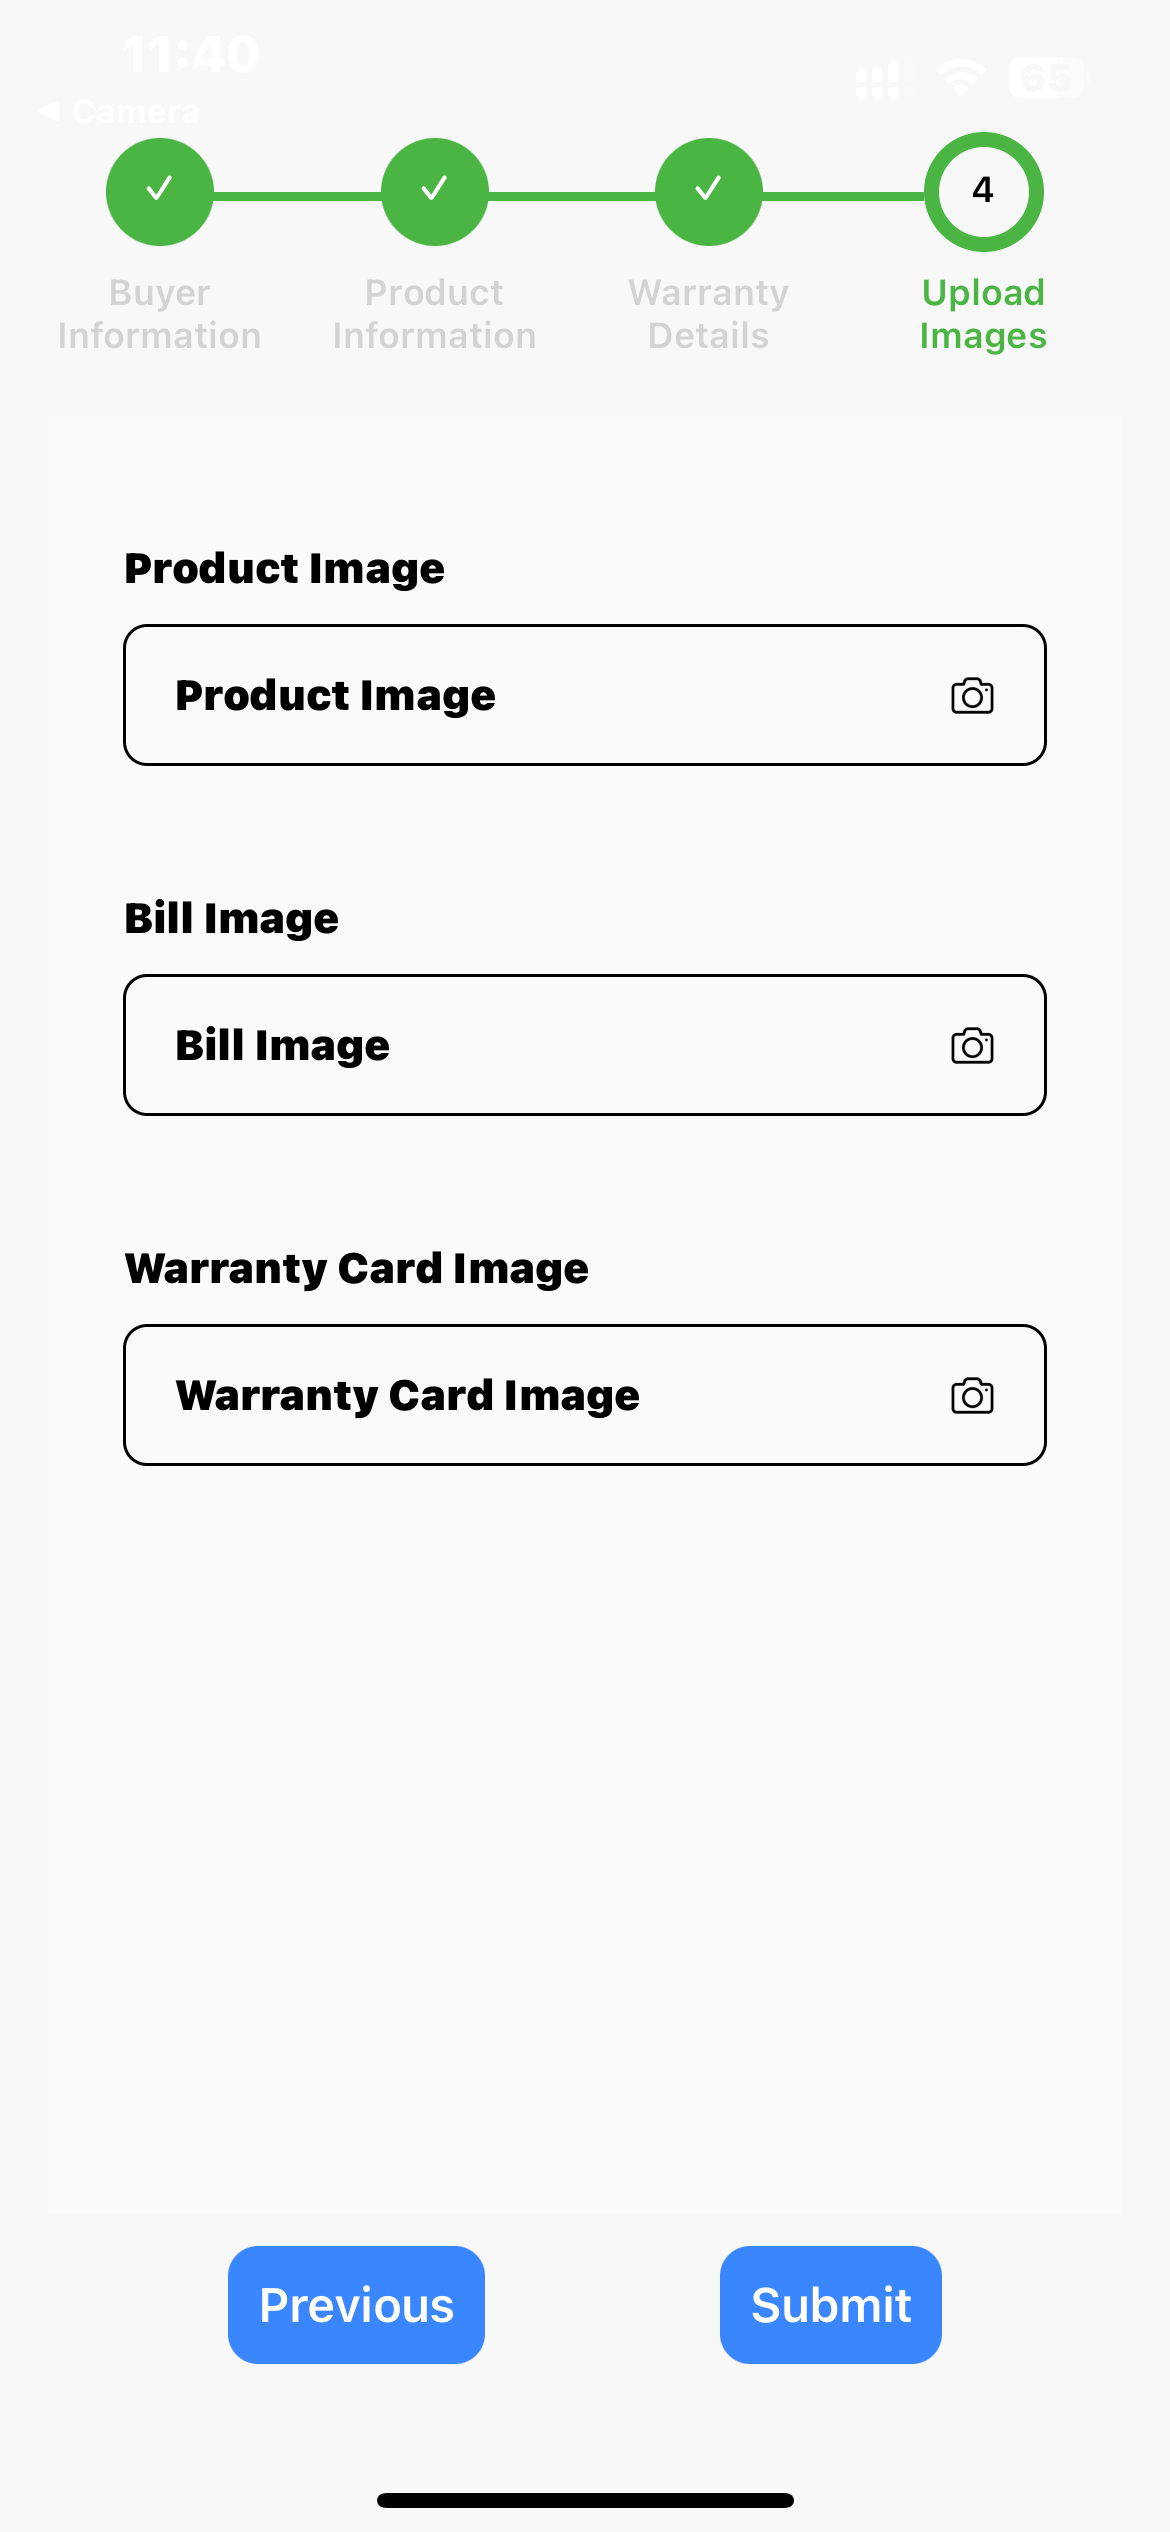 11:40
65
Camera
4
Buyer
Information
Product
Information
Warranty
Details
Upload
Images
Product Image
Product Image
Bill Image
Bill Image
Warranty Card Image
Warranty Card Image
Previous
Submit